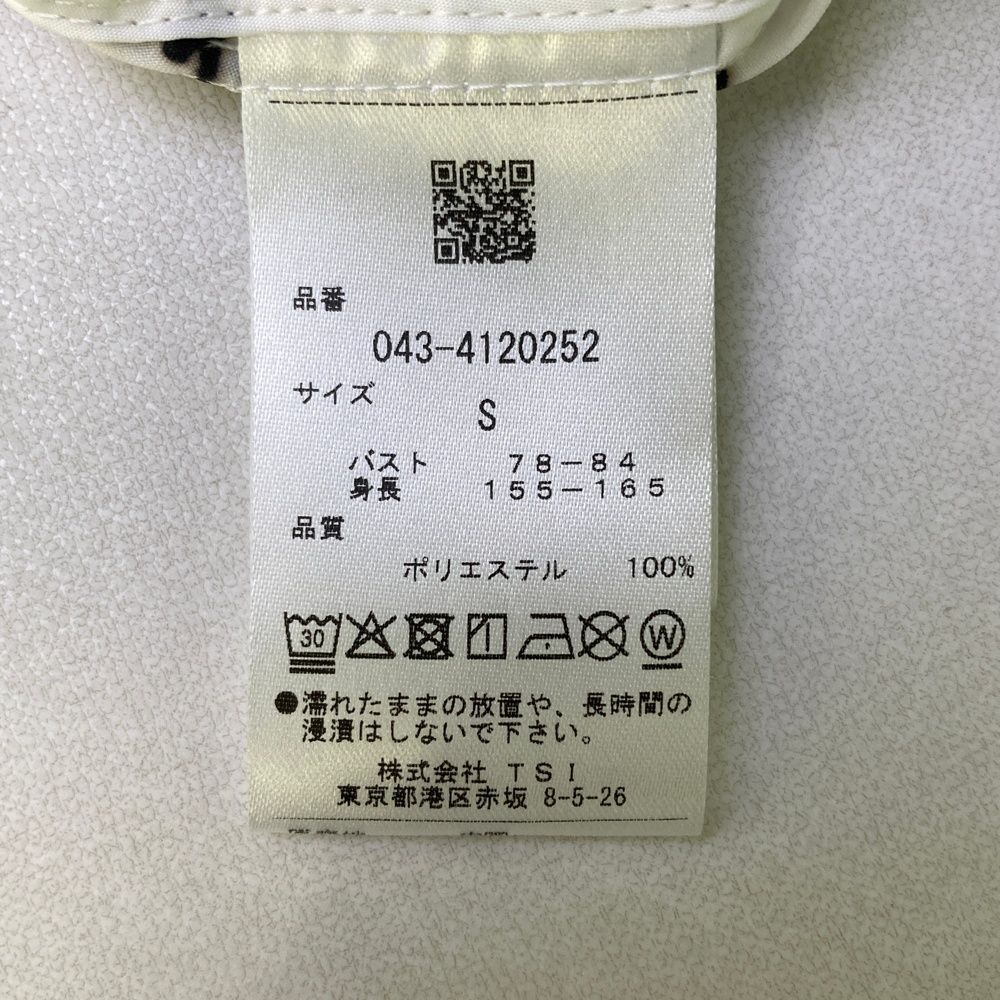 品番
043-4120252
サイズ
S
バスト 78-84
身長 155-165
品質
ポリエステル 100%
30
W
●濡れたままの放置や、長時間の
浸漬はしないで下さい。
株式会社 TSI
東京都港区赤坂 8-5-26